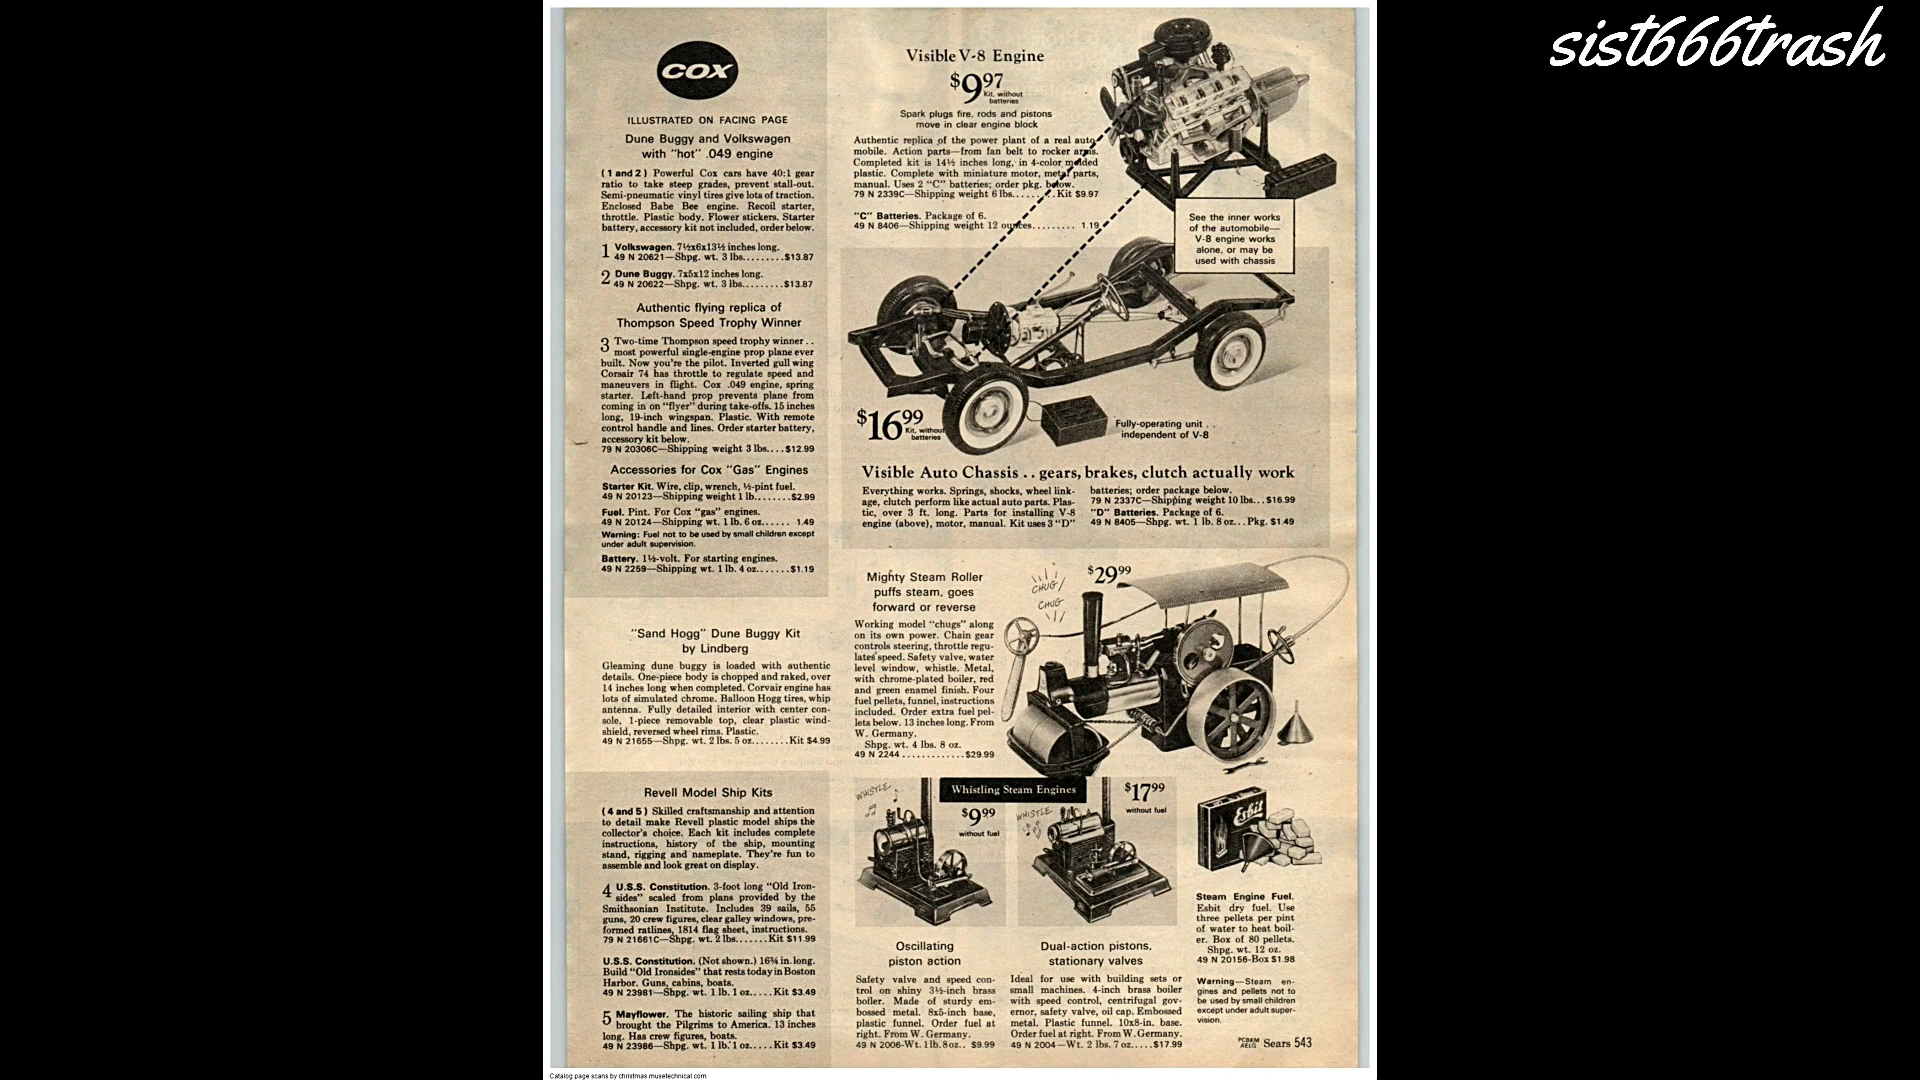 sist666trash
COX
ILLUSTRATED ON FACING PAGE
Dune Buggy and Volkswagen
with "hot" .049 engine
(1 and 2) Powerful Cox cars have 40:1 gear
ratio to take steep grades, prevent stall-out.
Semi-pneumatic vinyl tires give lots of traction.
Enclosed Babe Bee engine. Recoil starter,
throttle. Plastic body. Flower stickers. Starter
battery, accessory kit not included, order below.
1 Volkswagen. 7½x6x13½ inches long.
49 N 20621—Shpg. wt. 3 lbs.........$13.87
2 Dune Buggy. 7x5x12 inches long.
49 N 20622—Shpg. wt. 3 lbs.........$13.87
Authentic flying replica of
Thompson Speed Trophy Winner
3 Two-time Thompson speed trophy winner . .
most powerful single-engine prop plane ever
built. Now you're the pilot. Inverted gull wing
Corsair 74 has throttle to regulate speed and
maneuvers in flight. Cox .049 engine, spring
starter. Left-hand prop prevents plane from
coming in on "flyer" during take-offs. 15 inches
long, 19-inch wingspan. Plastic. With remote
control handle and lines. Order starter battery,
accessory kit below.
79 N 20306C—Shipping weight 3 lbs....$12.99
Accessories for Cox "Gas" Engines
Starter Kit. Wire, clip, wrench, ½-pint fuel.
49 N 20123—Shipping weight 1 lb........$2.99
Fuel. Pint. For Cox "gas" engines.
49 N 20124—Shipping wt. 1 lb. 6 oz...... 1.49
Warning: Fuel not to be used by small children except
under adult supervision.
Battery. 1½-volt. For starting engines.
49 N 2259—Shipping wt. 1 lb. 4 oz.......$1.19
"Sand Hogg" Dune Buggy Kit
by Lindberg
Gleaming dune buggy is loaded with authentic
details. One-piece body is chopped and raked, over
14 inches long when completed. Corvair engine has
lots of simulated chrome. Balloon Hogg tires, whip
antenna. Fully detailed interior with center con-
sole, 1-piece removable top, clear plastic wind-
shield, reversed wheel rims. Plastic.
49 N 21655—Shpg. wt. 2 lbs. 5 oz........Kit $4.99
Revell Model Ship Kits
(4 and 5) Skilled craftsmanship and attention
to detail make Revell plastic model ships the
collector's choice. Each kit includes complete
instructions, history of the ship, mounting
stand, rigging and nameplate. They're fun to
assemble and look great on display.
4 U.S.S. Constitution. 3-foot long "Old Iron-
sides" scaled from plans provided by the
Smithsonian Institute. Includes 39 sails, 55
guns, 20 crew figures, clear galley windows, pre-
formed ratlines, 1814 flag sheet, instructions.
79 N 21661C—Shpg. wt. 2 lbs.......Kit $11.99
U.S.S. Constitution. (Not shown.) 16¾ in. long.
Build "Old Ironsides" that rests today in Boston
Harbor. Guns, cabins, boats.
49 N 23981—Shpg. wt. 1 lb. 1 oz.....Kit $3.49
5 Mayflower. The historic sailing ship that
brought the Pilgrims to America. 13 inches
long. Has crew figures, boats.
49 N 23986—Shpg. wt. 1 lb. 1 oz.....Kit $3.49
Visible V-8 Engine
$9.97
Kit, without
batteries
Spark plugs fire, rods and pistons
move in clear engine block
Authentic replica of the power plant of a real auto-
mobile. Action parts—from fan belt to rocker arms.
Completed kit is 14½ inches long, in 4-color molded
plastic. Complete with miniature motor, metal parts,
manual. Uses 2 "C" batteries; order pkg. below.
79 N 2339C—Shipping weight 6 lbs........Kit $9.97
"C" Batteries. Package of 6.
49 N 8406—Shipping weight 12 ounces......... 1.19
See the inner works
of the automobile—
V-8 engine works
alone, or may be
used with chassis
$16.99
Kit, without
batteries
Fully-operating unit . .
independent of V-8
Visible Auto Chassis . . gears, brakes, clutch actually work
Everything works. Springs, shocks, wheel link-
age, clutch perform like actual auto parts. Plas-
tic, over 3 ft. long. Parts for installing V-8
engine (above), motor, manual. Kit uses 3 "D"
batteries; order package below.
79 N 2337C—Shipping weight 10 lbs...$16.99
"D" Batteries. Package of 6.
49 N 8405—Shpg. wt. 1 lb. 8 oz...Pkg. $1.49
Mighty Steam Roller
puffs steam, goes
forward or reverse
Working model "chugs" along
on its own power. Chain gear
controls steering, throttle regu-
lates speed. Safety valve, water
level window, whistle. Metal,
with chrome-plated boiler, red
and green enamel finish. Four
fuel pellets, funnel, instructions
included. Order extra fuel pel-
lets below. 13 inches long. From
W. Germany.
Shpg. wt. 4 lbs. 8 oz.
49 N 2244.............$29.99
CHUG
CHUG
$29.99
Whistling Steam Engines
WHISTLE
$9.99
without fuel
WHISTLE
$17.99
without fuel
Esbit
Oscillating
piston action
Safety valve and speed con-
trol on shiny 3½-inch brass
boiler. Made of sturdy em-
bossed metal. 8x5-inch base,
plastic funnel. Order fuel at
right. From W. Germany.
49 N 2006-Wt. 1 lb. 8 oz.. $9.99
Dual-action pistons,
stationary valves
Ideal for use with building sets or
small machines. 4-inch brass boiler
with speed control, centrifugal gov-
ernor, safety valve, oil cap. Embossed
metal. Plastic funnel. 10x8-in. base.
Order fuel at right. From W. Germany.
49 N 2004—Wt. 2 lbs. 7 oz.....$17.99
Steam Engine Fuel.
Esbit dry fuel. Use
three pellets per pint
of water to heat boil-
er. Box of 80 pellets.
Shpg. wt. 12 oz.
49 N 20156-Box $1.98
Warning—Steam en-
gines and pellets not to
be used by small children
except under adult super-
vision.
PCBKM
AELG Sears 543
Catalog page scans by christmas.musetechnical.com